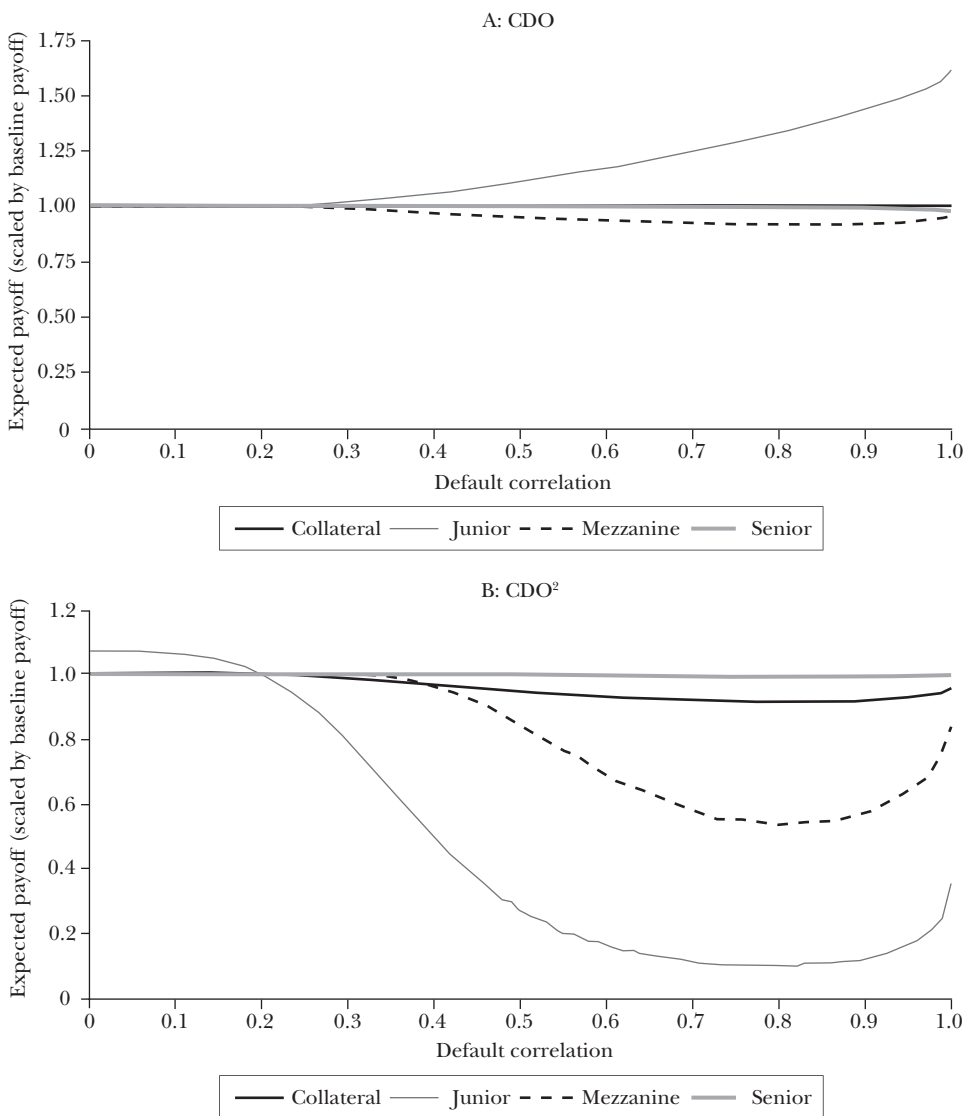 A: CDO
Expected payoff (scaled by baseline payoff)
1.75
1.50
1.25
1.00
0.75
0.50
0.25
0
0 0.1 0.2 0.3 0.4 0.5 0.6 0.7 0.8 0.9 1.0
Default correlation
Collateral Junior Mezzanine Senior
B: CDO²
Expected payoff (scaled by baseline payoff)
1.2
1.0
0.8
0.6
0.4
0.2
0
0 0.1 0.2 0.3 0.4 0.5 0.6 0.7 0.8 0.9 1.0
Default correlation
Collateral Junior Mezzanine Senior